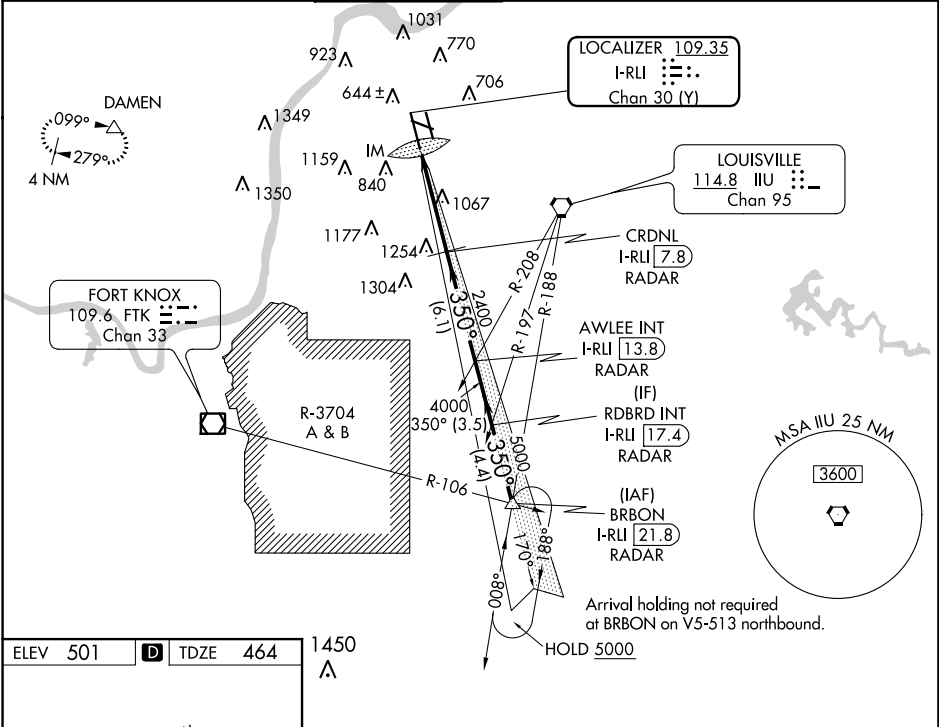 1031
923
770
644 ±
706
LOCALIZER 109.35
I-RLI
Chan 30 (Y)
DAMEN
099°
279°
4 NM
1349
IM
1159
840
1350
1067
LOUISVILLE
114.8 IIU
Chan 95
1177
1254
1304
CRDNL
I-RLI 7.8
RADAR
R-208
R-197
R-188
FORT KNOX
109.6 FTK
Chan 33
350°
(6.1)
2400
AWLEE INT
I-RLI 13.8
RADAR
R-3704
A & B
4000
350° (3.5)
(IF)
RDBRD INT
I-RLI 17.4
RADAR
MSA IIU 25 NM
3600
350°
(4.4)
5000
R-106
(IAF)
BRBON
I-RLI 21.8
RADAR
170°
188°
008°
Arrival holding not required
at BRBON on V5-513 northbound.
HOLD 5000
ELEV 501 D TDZE 464
1450